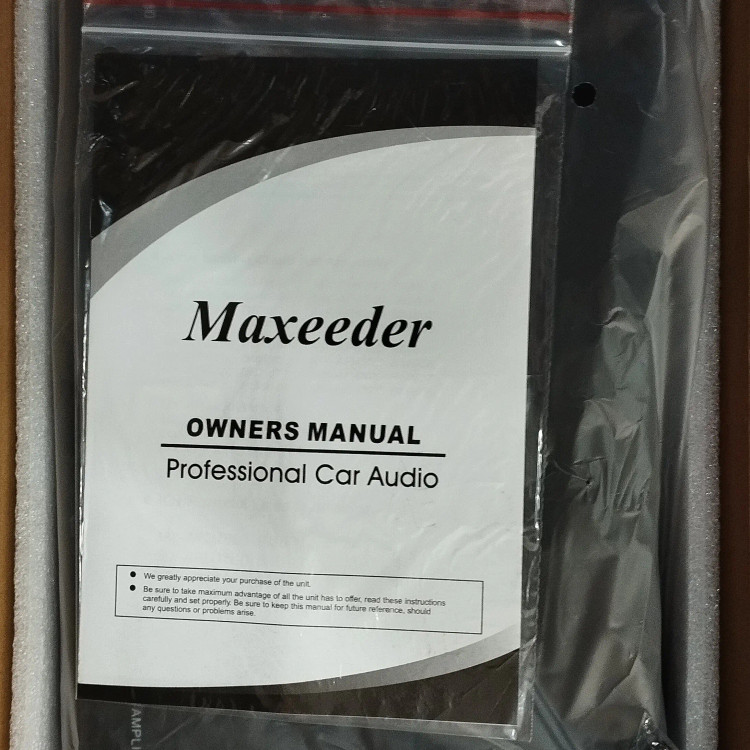 Maxeeder
OWNERS MANUAL
Professional Car Audio
● We greatly appreciate your purchase of the unit.
● Be sure to take maximum advantage of all the unit has to offer, read these instructions
carefully and set properly. Be sure to keep this manual for future reference, should
any questions or problems arise.
AMPLI